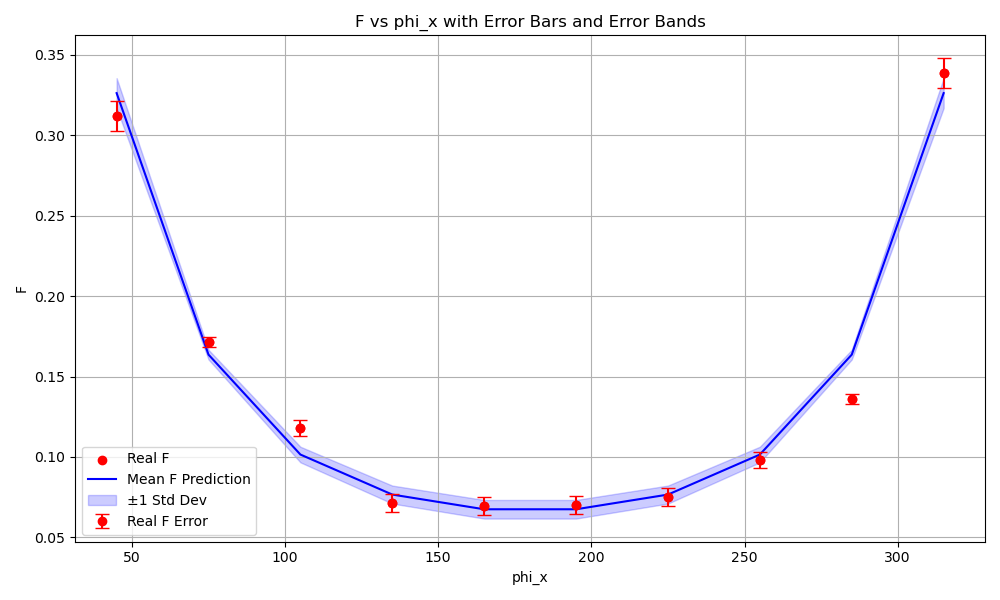 F vs phi_x with Error Bars and Error Bands
0.35
0.30
0.25
0.20
0.15
0.10
0.05
F
Real F
Mean F Prediction
±1 Std Dev
Real F Error
50
100
150
200
250
300
phi_x